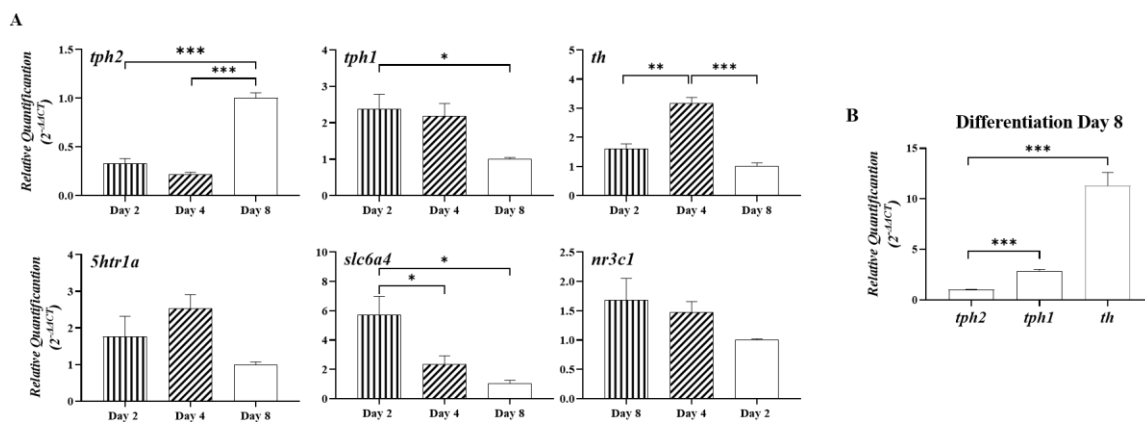 A
Relative Quantificantion
(2^-ΔΔCT)
tph2
***
***
1.5
1.0
0.5
0.0
Day 2
Day 4
Day 8
tph1
*
4
3
2
1
0
Day 2
Day 4
Day 8
th
**
***
5
4
3
2
1
0
Day 2
Day 4
Day 8
Relative Quantificantion
(2^-ΔΔCT)
5htr1a
4
3
2
1
0
Day 2
Day 4
Day 8
slc6a4
*
*
10
8
6
4
2
0
Day 2
Day 4
Day 8
nr3c1
2.5
2.0
1.5
1.0
0.5
0.0
Day 8
Day 4
Day 2
B
Differentiation Day 8
Relative Quantificantion
(2^-ΔΔCT)
***
***
15
10
5
0
tph2
tph1
th